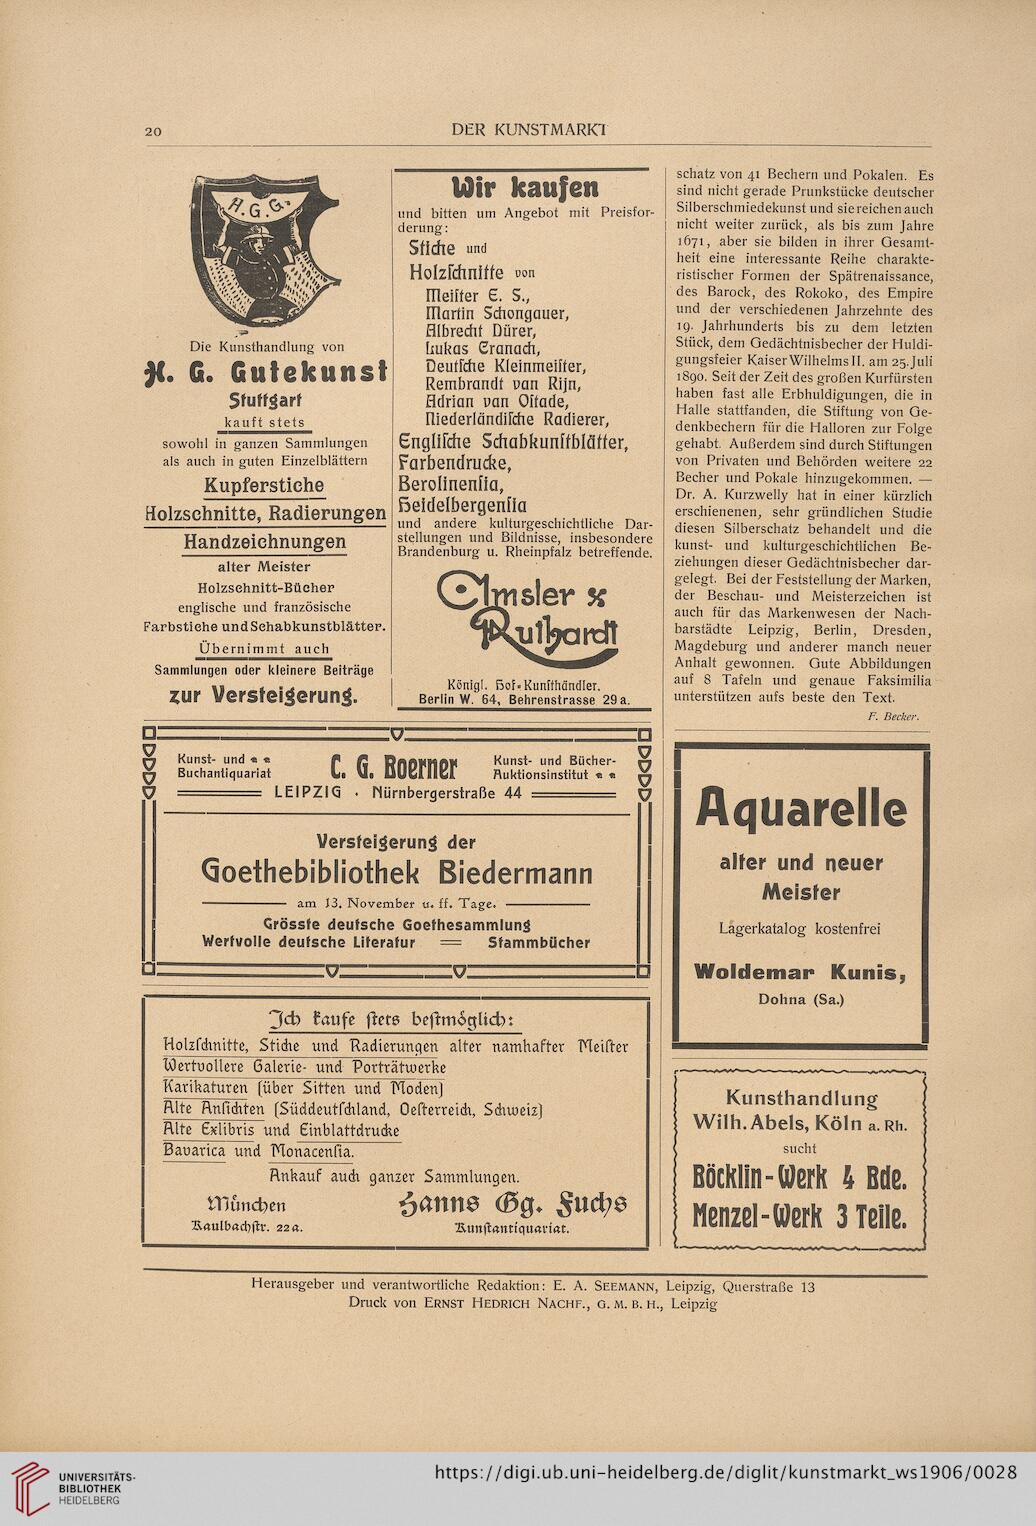 20
DER KUNSTMARKT
H. G. G.
Die Kunsthandlung von
H. G. Gutekunst
Stuttgart
kauft stets
sowohl in ganzen Sammlungen
als auch in guten Einzelblättern
Kupferstiche
Holzschnitte, Radierungen
Handzeichnungen
alter Meister
Holzschnitt-Bücher
englische und französische
Farbstiche und Schabkunstblätter.
Übernimmt auch
Sammlungen oder kleinere Beiträge
zur Versteigerung.
Wir kaufen
und bitten um Angebot mit Preisfor-
derung:
Stiche und
Holzſchnitte von
Meiſter E. S.,
Martin Schongauer,
Albrecht Dürer,
Lukas Cranach,
Deutſche Kleinmeiſter,
Rembrandt van Rijn,
Adrian van Oſtade,
Niederländiſche Radierer,
Engliſche Schabkunſtblätter,
Farbendrucke,
Berolinenſia,
Heidelbergenſia
und andere kulturgeschichtliche Dar-
stellungen und Bildnisse, insbesondere
Brandenburg u. Rheinpfalz betreffende.
Amsler &
Ruthardt
Königl. Hof-Kunſthändler.
Berlin W. 64, Behrenstrasse 29a.
schatz von 41 Bechern und Pokalen. Es
sind nicht gerade Prunkstücke deutscher
Silberschmiedekunst und sie reichen auch
nicht weiter zurück, als bis zum Jahre
1671, aber sie bilden in ihrer Gesamt-
heit eine interessante Reihe charakte-
ristischer Formen der Spätrenaissance,
des Barock, des Rokoko, des Empire
und der verschiedenen Jahrzehnte des
19. Jahrhunderts bis zu dem letzten
Stück, dem Gedächtnisbecher der Huldi-
gungsfeier Kaiser Wilhelms II. am 25. Juli
1890. Seit der Zeit des großen Kurfürsten
haben fast alle Erbhuldigungen, die in
Halle stattfanden, die Stiftung von Ge-
denkbechern für die Halloren zur Folge
gehabt. Außerdem sind durch Stiftungen
von Privaten und Behörden weitere 22
Becher und Pokale hinzugekommen. —
Dr. A. Kurzwelly hat in einer kürzlich
erschienenen, sehr gründlichen Studie
diesen Silberschatz behandelt und die
kunst- und kulturgeschichtlichen Be-
ziehungen dieser Gedächtnisbecher dar-
gelegt. Bei der Feststellung der Marken,
der Beschau- und Meisterzeichen ist
auch für das Markenwesen der Nach-
barstädte Leipzig, Berlin, Dresden,
Magdeburg und anderer manch neuer
Anhalt gewonnen. Gute Abbildungen
auf 8 Tafeln und genaue Faksimilia
unterstützen aufs beste den Text.
F. Becker.
Kunst- und
Buchantiquariat
C. G. Boerner
Kunst- und Bücher-
Auktionsinstitut
LEIPZIG · Nürnbergerstraße 44
Versteigerung der
Goethebibliothek Biedermann
am 13. November u. ff. Tage.
Grösste deutsche Goethesammlung
Wertvolle deutsche Literatur = Stammbücher
Ich kaufe ſtets beſtmöglich:
Holzſchnitte, Stiche und Radierungen alter namhafter Meiſter
Wertvollere Galerie- und Porträtwerke
Karikaturen (über Sitten und Moden)
Alte Anſichten (Süddeutſchland, Oeſterreich, Schweiz)
Alte Exlibris und Einblattdrucke
Bavarica und Monacenſia.
Ankauf auch ganzer Sammlungen.
München
Kaulbachſtr. 22a.
Hanns Gg. Fuchs
Kunſtantiquariat.
Aquarelle
alter und neuer
Meister
Lagerkatalog kostenfrei
Woldemar Kunis,
Dohna (Sa.)
Kunsthandlung
Wilh. Abels, Köln a. Rh.
sucht
Böcklin-Werk 4 Bde.
Menzel-Werk 3 Teile.
Herausgeber und verantwortliche Redaktion: E. A. SEEMANN, Leipzig, Querstraße 13
Druck von ERNST HEDRICH NACHF., G. M. B. H., Leipzig
UNIVERSITÄTS-
BIBLIOTHEK
HEIDELBERG
https://digi.ub.uni-heidelberg.de/diglit/kunstmarkt_ws1906/0028